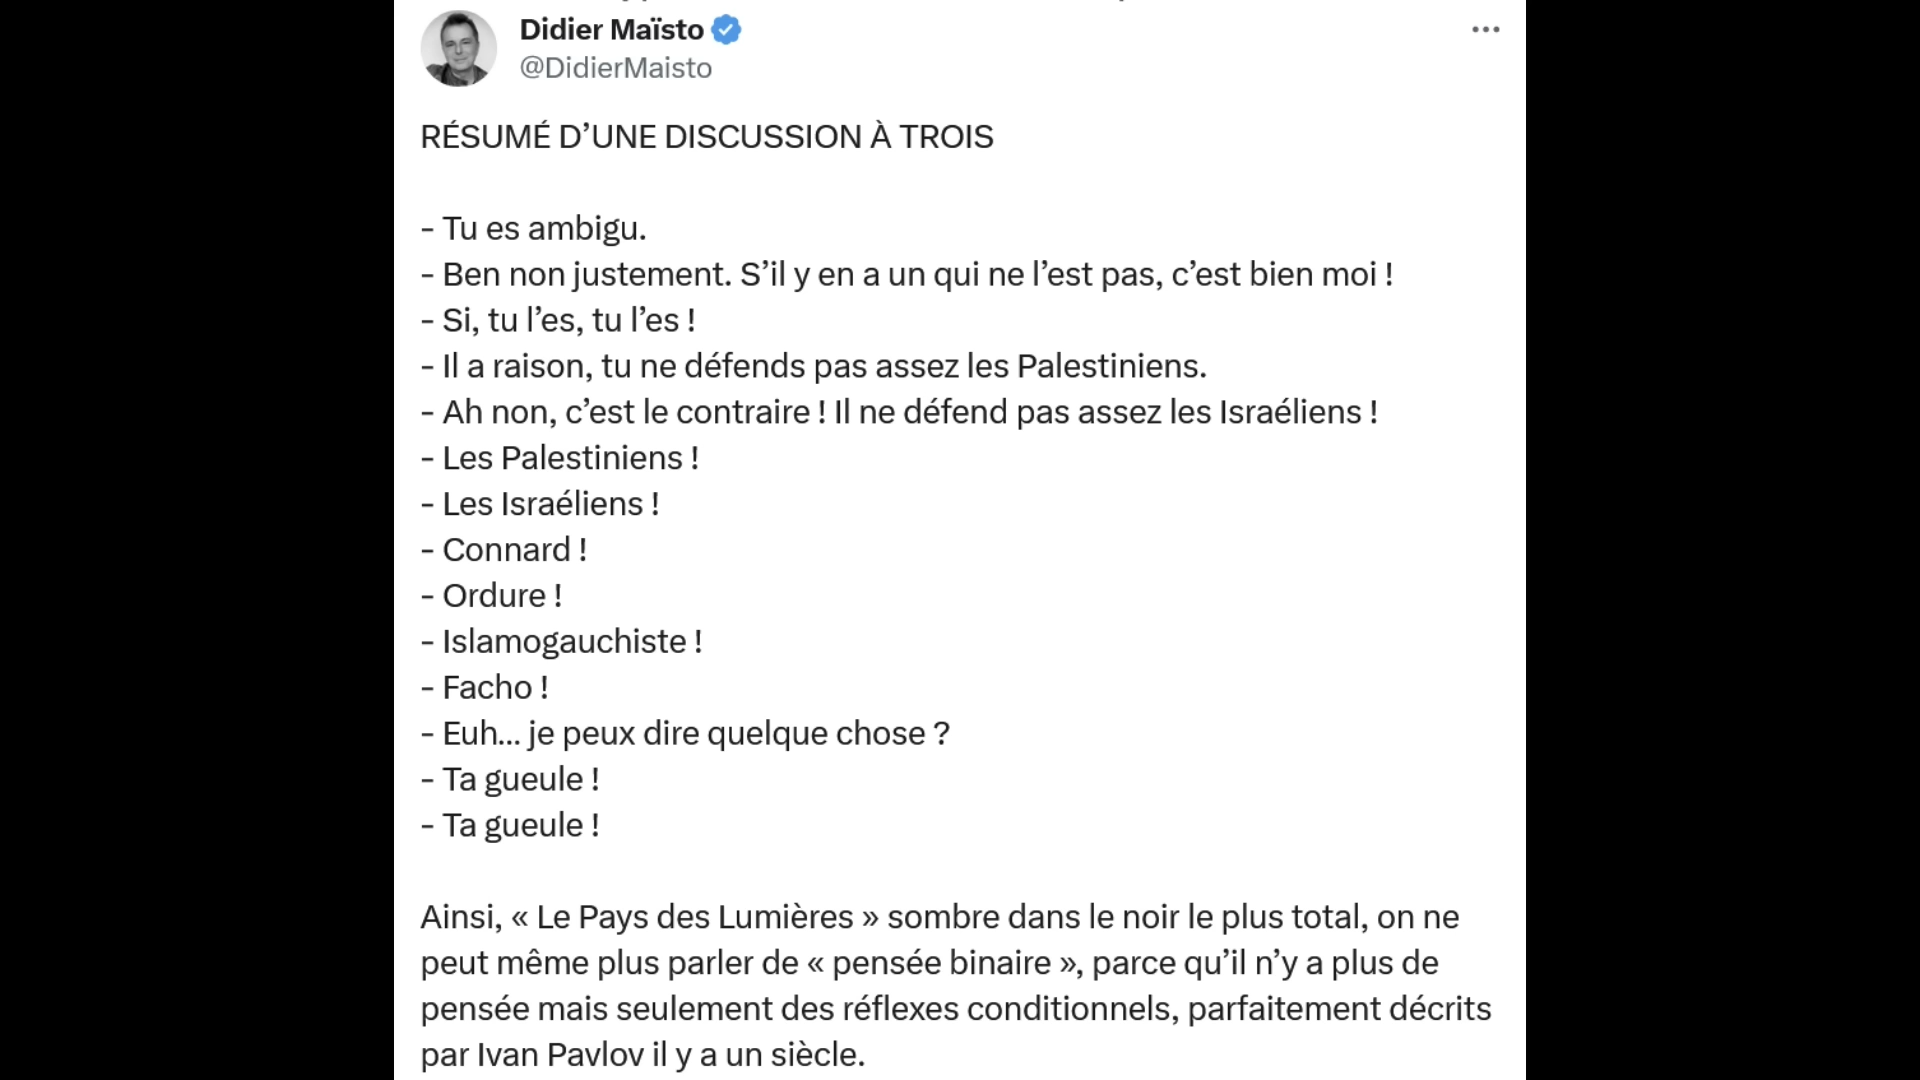 Didier Maïsto
@DidierMaisto
RÉSUMÉ D’UNE DISCUSSION À TROIS
- Tu es ambigu.
- Ben non justement. S’il y en a un qui ne l’est pas, c’est bien moi !
- Si, tu l’es, tu l’es !
- Il a raison, tu ne défends pas assez les Palestiniens.
- Ah non, c’est le contraire ! Il ne défend pas assez les Israéliens !
- Les Palestiniens !
- Les Israéliens !
- Connard !
- Ordure !
- Islamogauchiste !
- Facho !
- Euh... je peux dire quelque chose ?
- Ta gueule !
- Ta gueule !
Ainsi, « Le Pays des Lumières » sombre dans le noir le plus total, on ne
peut même plus parler de « pensée binaire », parce qu’il n’y a plus de
pensée mais seulement des réflexes conditionnels, parfaitement décrits
par Ivan Pavlov il y a un siècle.